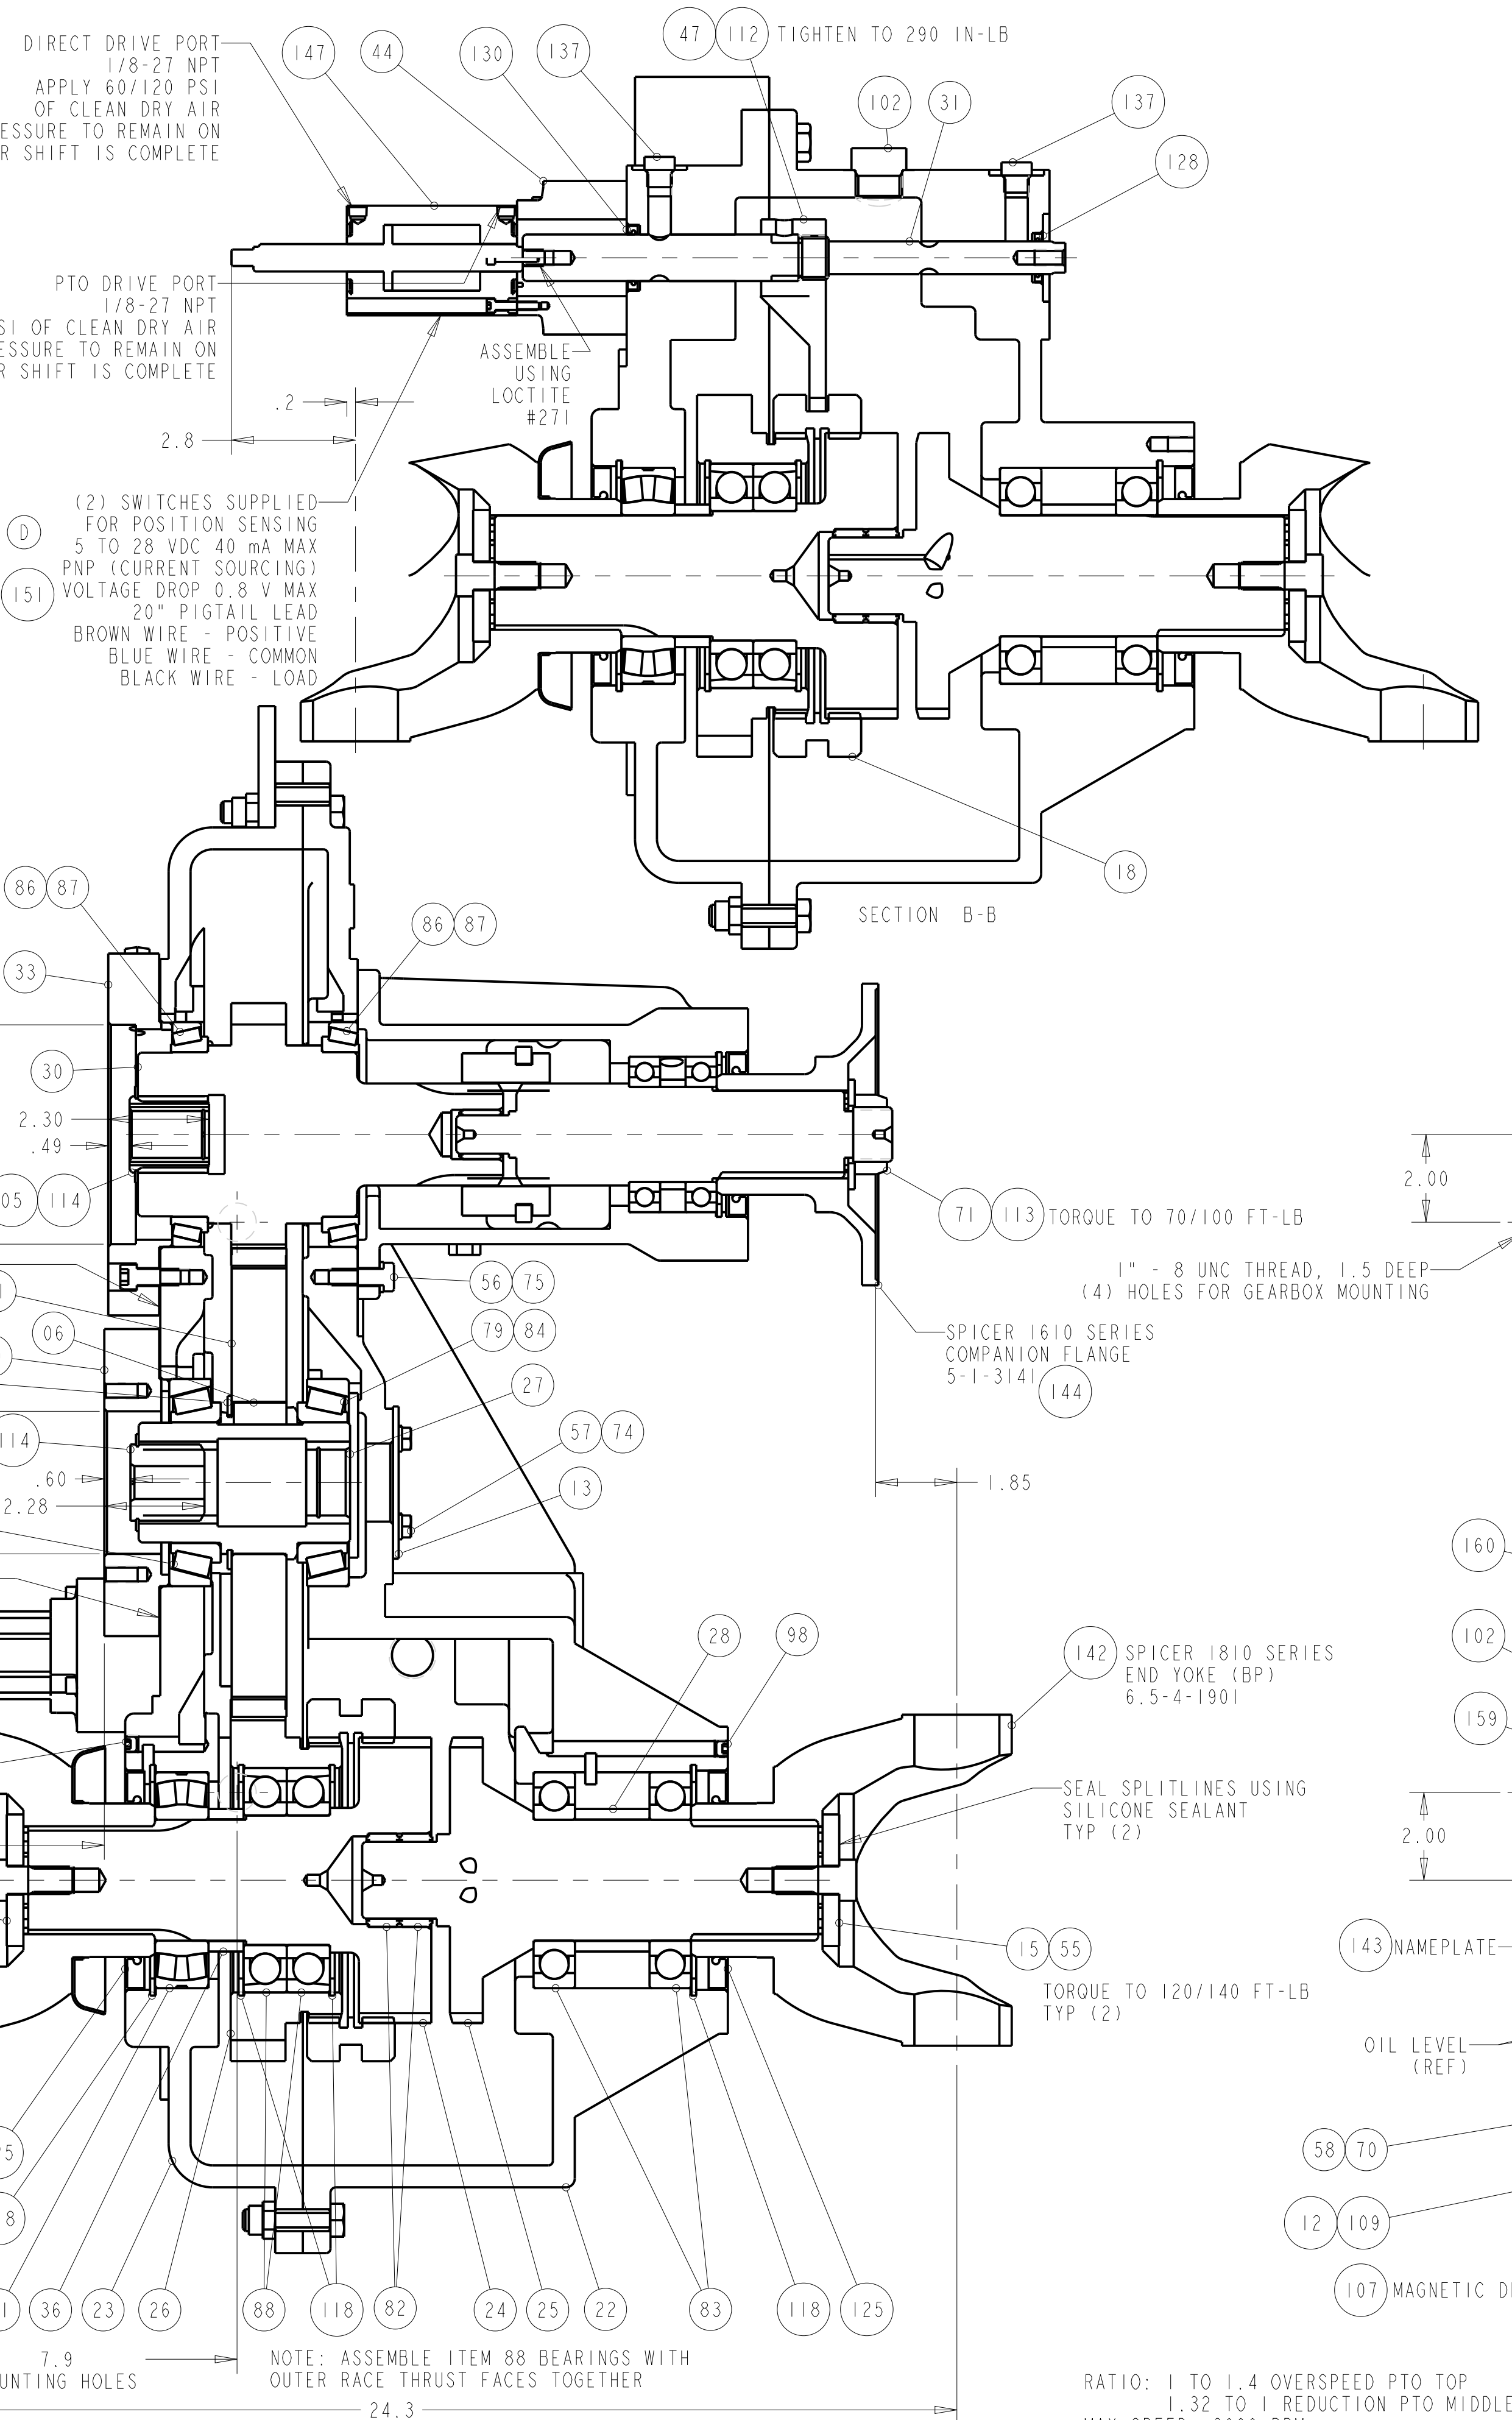 DIRECT DRIVE PORT
1/8-27 NPT
APPLY 60/120 PSI
OF CLEAN DRY AIR
ESSURE TO REMAIN ON
R SHIFT IS COMPLETE
147
44
130
137
47
112
TIGHTEN TO 290 IN-LB
102
31
137
128
PTO DRIVE PORT
1/8-27 NPT
SI OF CLEAN DRY AIR
ESSURE TO REMAIN ON
R SHIFT IS COMPLETE
ASSEMBLE
USING
LOCTITE
#271
.2
2.8
D
151
(2) SWITCHES SUPPLIED
FOR POSITION SENSING
5 TO 28 VDC 40 mA MAX
PNP (CURRENT SOURCING)
VOLTAGE DROP 0.8 V MAX
20" PIGTAIL LEAD
BROWN WIRE - POSITIVE
BLUE WIRE - COMMON
BLACK WIRE - LOAD
18
SECTION B-B
86
87
86
87
33
30
2.30
.49
05
114
71
113
TORQUE TO 70/100 FT-LB
2.00
1" - 8 UNC THREAD, 1.5 DEEP
(4) HOLES FOR GEARBOX MOUNTING
56
75
1
06
79
84
SPICER 1610 SERIES
COMPANION FLANGE
5-1-3141
144
27
57
74
114
.60
2.28
13
1.85
160
28
98
142
SPICER 1810 SERIES
END YOKE (BP)
6.5-4-1901
102
159
SEAL SPLITLINES USING
SILICONE SEALANT
TYP (2)
2.00
15
55
TORQUE TO 120/140 FT-LB
TYP (2)
143
NAMEPLATE
OIL LEVEL
(REF)
58
70
12
109
107
MAGNETIC D
5
8
1
36
23
26
88
118
82
24
25
22
83
118
125
7.9
UNTING HOLES
NOTE: ASSEMBLE ITEM 88 BEARINGS WITH
OUTER RACE THRUST FACES TOGETHER
24.3
RATIO: 1 TO 1.4 OVERSPEED PTO TOP
1.32 TO 1 REDUCTION PTO MIDDLE